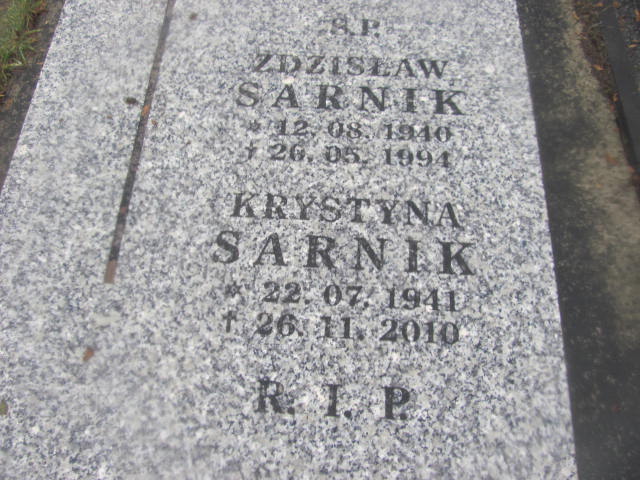 Ś.P.
ZDZISŁAW
SARNIK
* 12. 08. 1940
† 26. 05. 1994
KRYSTYNA
SARNIK
* 22. 07. 1941
† 26. 11. 2010
R. I. P.